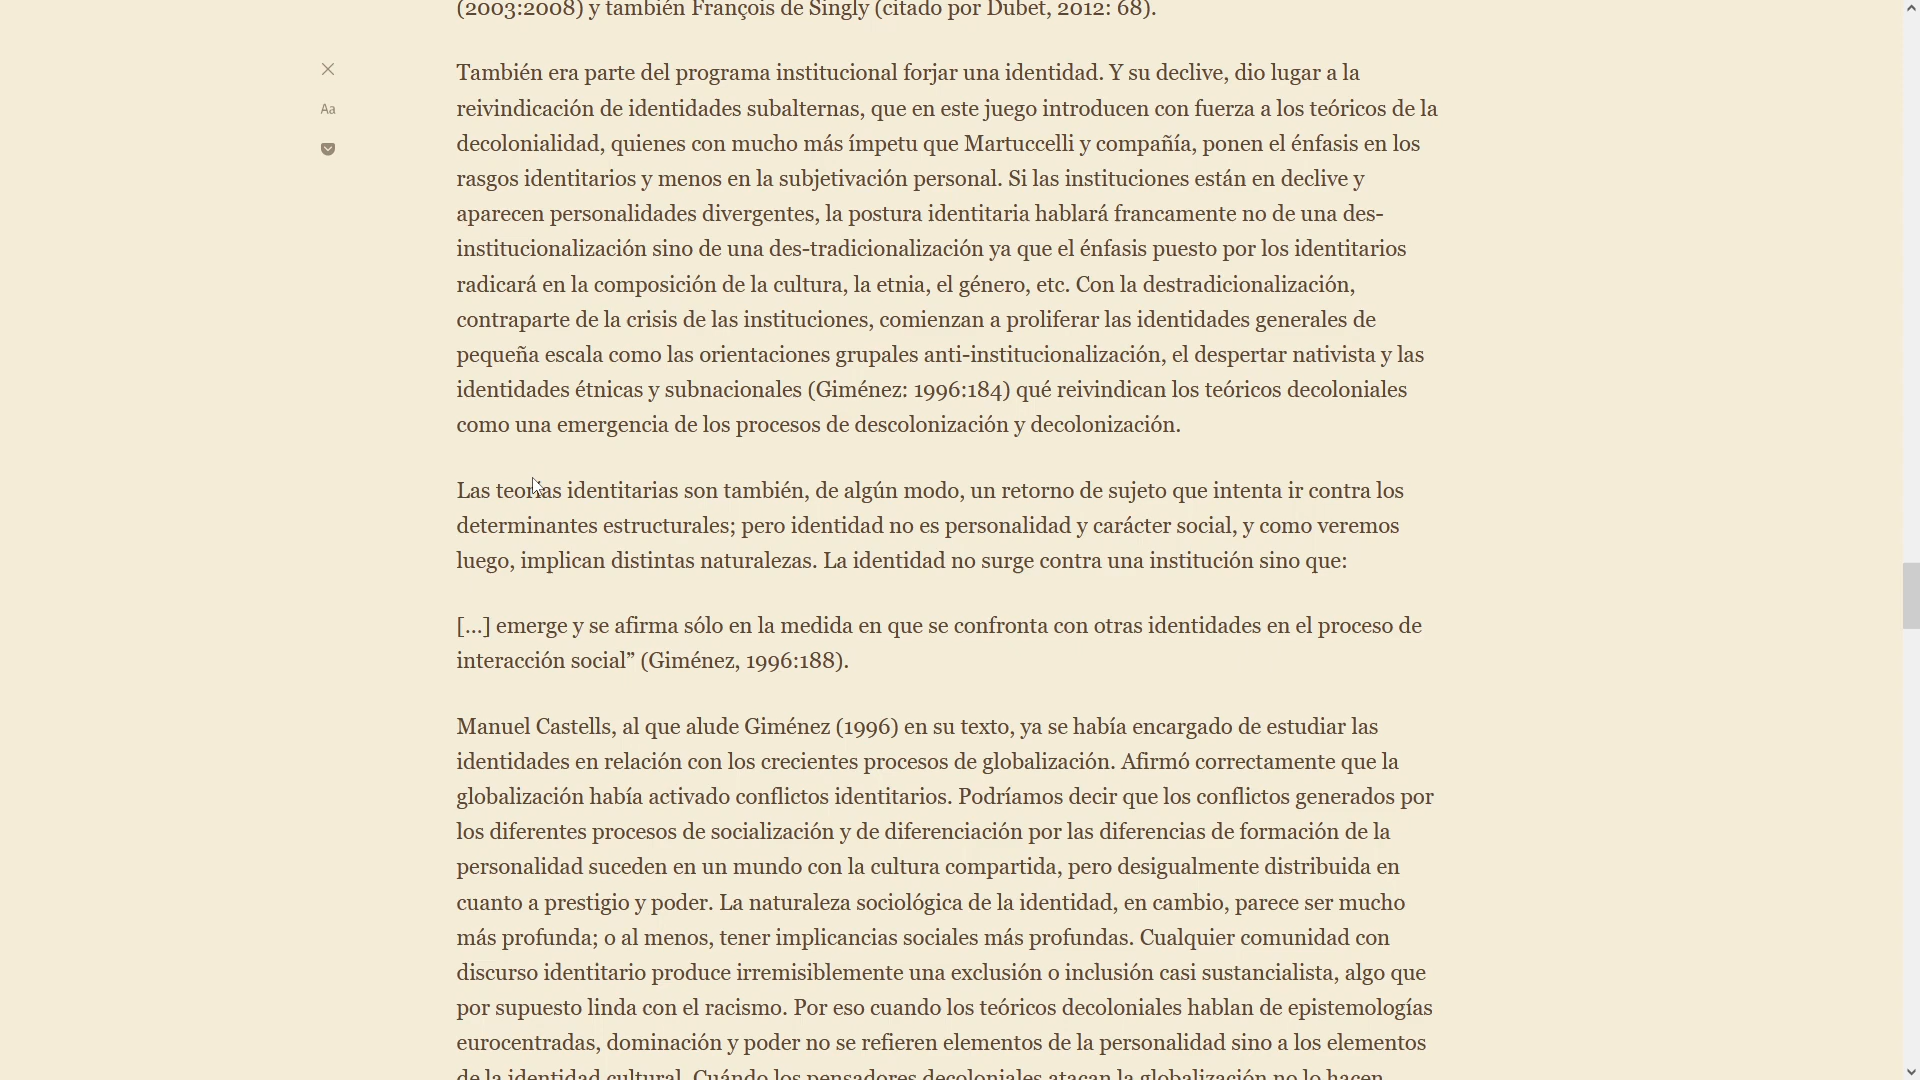 (2003:2008) y también François de Singly (citado por Dubet, 2012: 68).
También era parte del programa institucional forjar una identidad. Y su declive, dio lugar a la
reivindicación de identidades subalternas, que en este juego introducen con fuerza a los teóricos de la
decolonialidad, quienes con mucho más ímpetu que Martuccelli y compañía, ponen el énfasis en los
rasgos identitarios y menos en la subjetivación personal. Si las instituciones están en declive y
aparecen personalidades divergentes, la postura identitaria hablará francamente no de una des-
institucionalización sino de una des-tradicionalización ya que el énfasis puesto por los identitarios
radicará en la composición de la cultura, la etnia, el género, etc. Con la destradicionalización,
contraparte de la crisis de las instituciones, comienzan a proliferar las identidades generales de
pequeña escala como las orientaciones grupales anti-institucionalización, el despertar nativista y las
identidades étnicas y subnacionales (Giménez: 1996:184) qué reivindican los teóricos decoloniales
como una emergencia de los procesos de descolonización y decolonización.
Las teorías identitarias son también, de algún modo, un retorno de sujeto que intenta ir contra los
determinantes estructurales; pero identidad no es personalidad y carácter social, y como veremos
luego, implican distintas naturalezas. La identidad no surge contra una institución sino que:
[…] emerge y se afirma sólo en la medida en que se confronta con otras identidades en el proceso de
interacción social” (Giménez, 1996:188).
Manuel Castells, al que alude Giménez (1996) en su texto, ya se había encargado de estudiar las
identidades en relación con los crecientes procesos de globalización. Afirmó correctamente que la
globalización había activado conflictos identitarios. Podríamos decir que los conflictos generados por
los diferentes procesos de socialización y de diferenciación por las diferencias de formación de la
personalidad suceden en un mundo con la cultura compartida, pero desigualmente distribuida en
cuanto a prestigio y poder. La naturaleza sociológica de la identidad, en cambio, parece ser mucho
más profunda; o al menos, tener implicancias sociales más profundas. Cualquier comunidad con
discurso identitario produce irremisiblemente una exclusión o inclusión casi sustancialista, algo que
por supuesto linda con el racismo. Por eso cuando los teóricos decoloniales hablan de epistemologías
eurocentradas, dominación y poder no se refieren elementos de la personalidad sino a los elementos
de la identidad cultural. Cuándo los pensadores decoloniales atacan la globalización no lo hacen
Aa